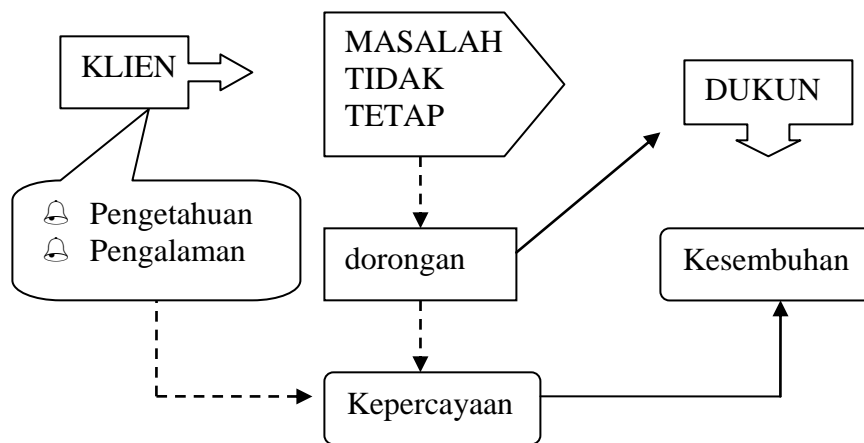 KLIEN
MASALAH
TIDAK
TETAP
DUKUN
Pengetahuan
Pengalaman
dorongan
Kesembuhan
Kepercayaan